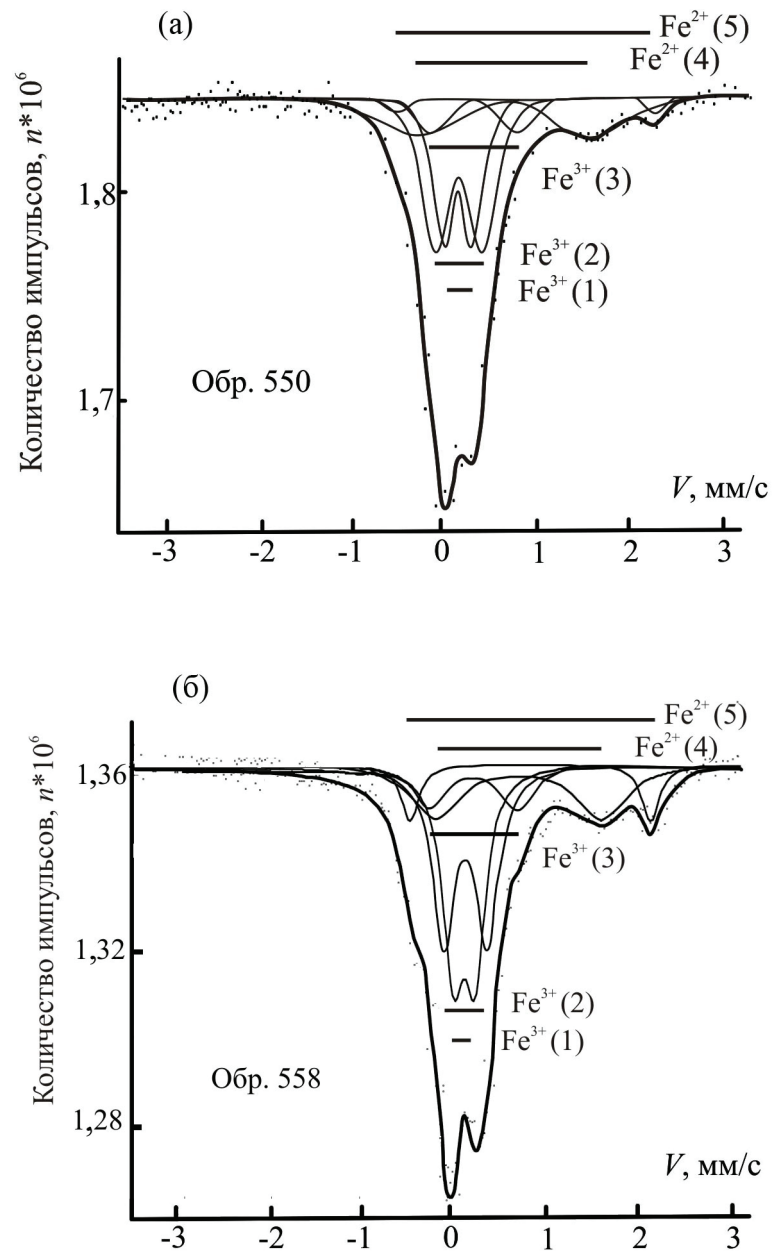 (а)
Fe²⁺(5)
Fe²⁺(4)
Количество импульсов, n*10⁶
1,8
Fe³⁺(3)
Fe³⁺(2)
Fe³⁺(1)
Обр. 550
1,7
V, мм/с
-3 -2 -1 0 1 2 3
(б)
Fe²⁺(5)
Fe²⁺(4)
Количество импульсов, n*10⁶
1,36
Fe³⁺(3)
1,32
Fe³⁺(2)
Fe³⁺(1)
Обр. 558
1,28
V, мм/с
-3 -2 -1 0 1 2 3